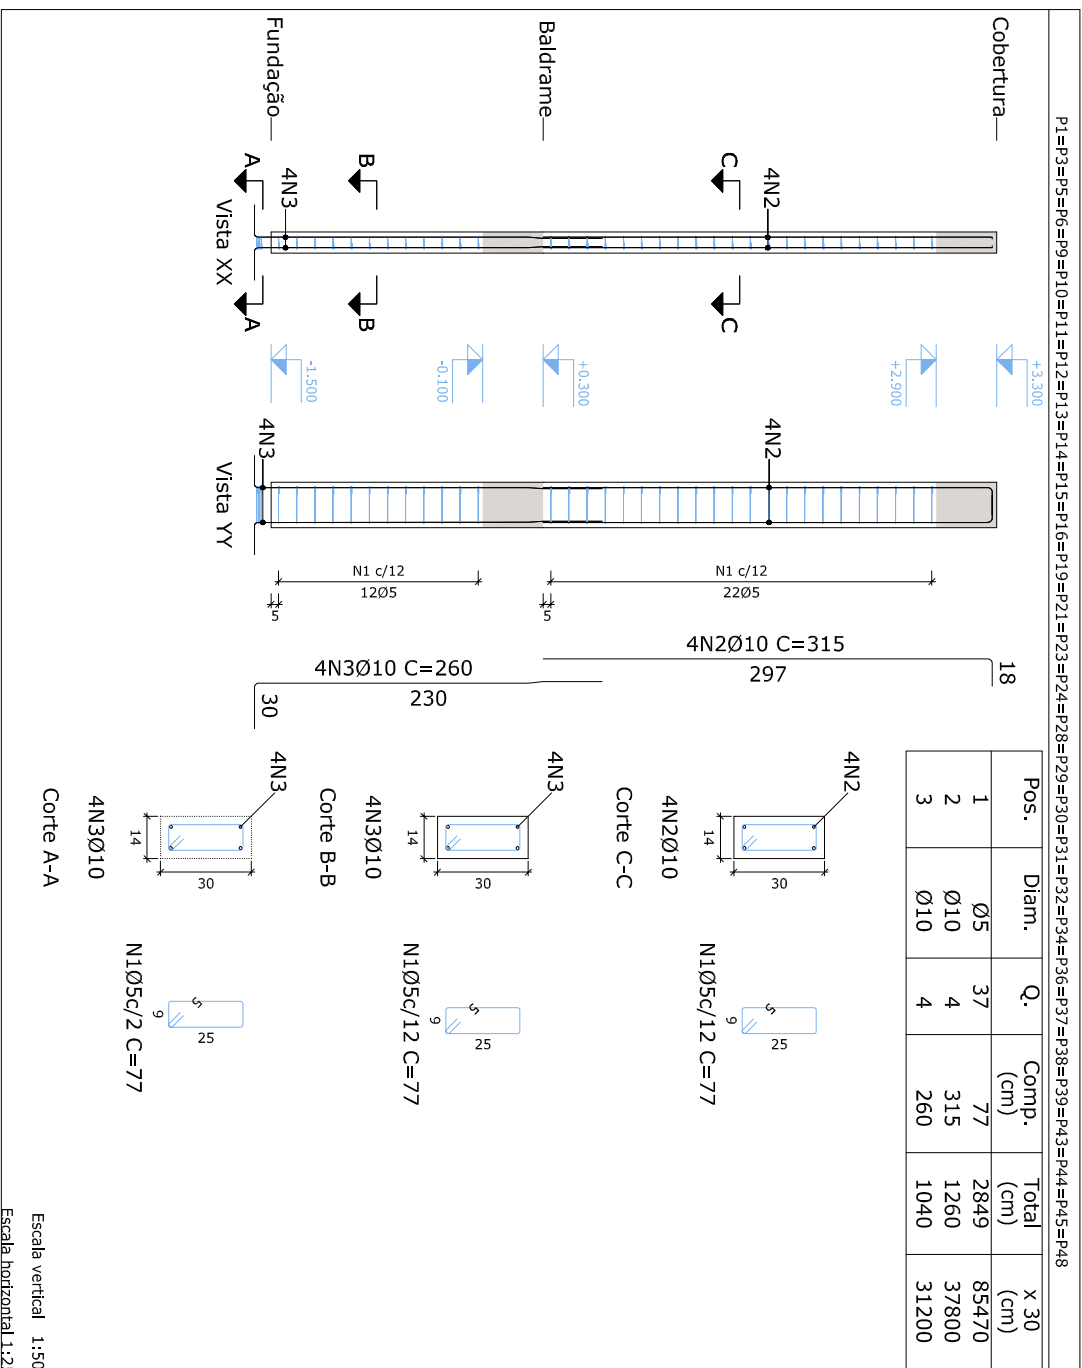 P1=P3=P5=P6=P9=P10=P11=P12=P13=P14=P15=P16=P19=P21=P23=P24=P28=P29=P30=P31=P32=P34=P36=P37=P38=P39=P43=P44=P45=P48
Cobertura
Baldrame
Fundação
C
C
B
B
A
A
4N2
4N3
Vista XX
+3.300
+2.900
+0.300
-0.100
-1.500
4N2
4N3
Vista YY
N1 c/12
22Ø5
5
N1 c/12
12Ø5
5
18
4N2Ø10 C=315
297
4N3Ø10 C=260
230
30
Pos. Diam. Q. Comp. (cm) Total (cm) x 30 (cm)
1 Ø5 37 77 2849 85470
2 Ø10 4 315 1260 37800
3 Ø10 4 260 1040 31200
4N2
14
30
4N2Ø10
Corte C-C
5
25
9
N1Ø5c/12 C=77
4N3
14
30
4N3Ø10
Corte B-B
5
25
9
N1Ø5c/12 C=77
4N3
14
30
4N3Ø10
Corte A-A
5
25
9
N1Ø5c/2 C=77
Escala vertical 1:50
Escala horizontal